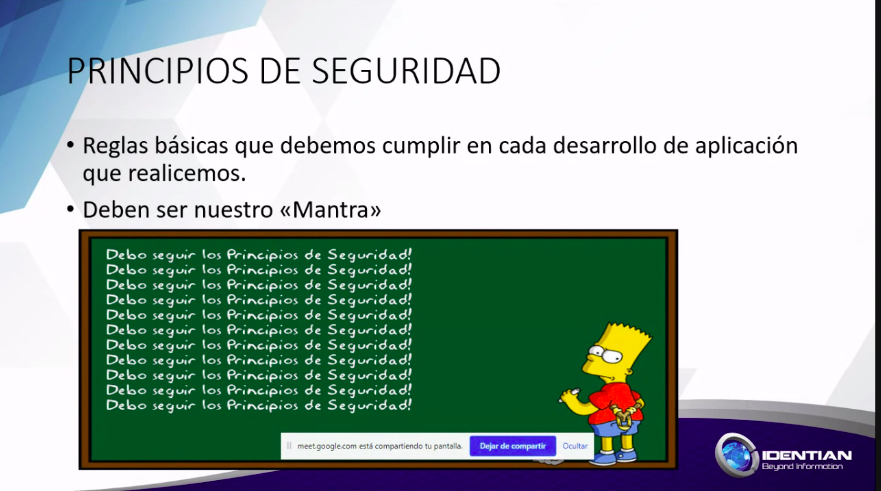 PRINCIPIOS DE SEGURIDAD
• Reglas básicas que debemos cumplir en cada desarrollo de aplicación
que realicemos.
• Deben ser nuestro «Mantra»
Debo seguir los Principios de Seguridad!
Debo seguir los Principios de Seguridad!
Debo seguir los Principios de Seguridad!
Debo seguir los Principios de Seguridad!
Debo seguir los Principios de Seguridad!
Debo seguir los Principios de Seguridad!
Debo seguir los Principios de Seguridad!
Debo seguir los Principios de Seguridad!
Debo seguir los Principios de Seguridad!
Debo seguir los Principios de Seguridad!
Debo seguir los Principios de Seguridad!
meet.google.com está compartiendo tu pantalla. Dejar de compartir Ocultar
IDENTIAN
Beyond Information